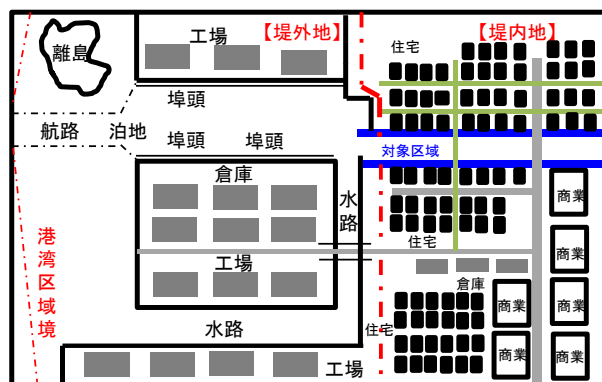 工場
【堤外地】
【堤内地】
住宅
離島
埠頭
航路
泊地
埠頭
埠頭
対象区域
倉庫
水路
商業
港湾区域境
住宅
商業
工場
倉庫
商業
商業
水路
住宅
商業
商業
工場